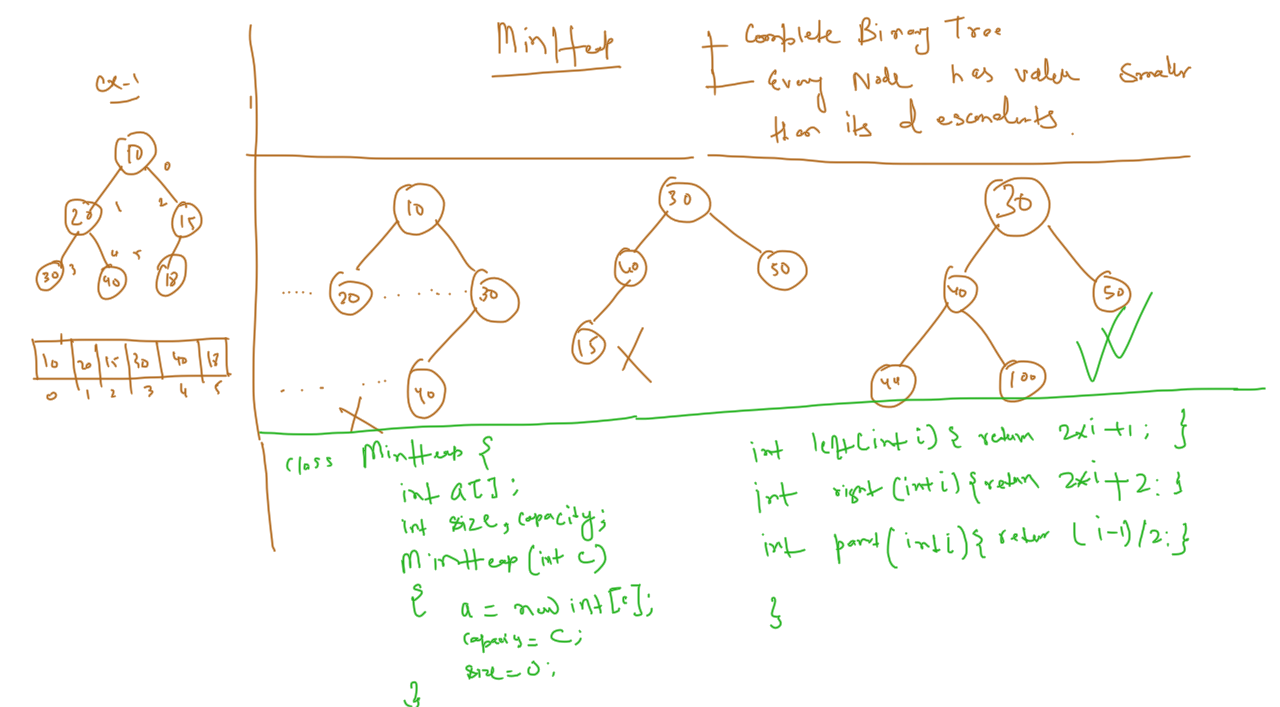 MinHeap
Complete Binary Tree
Every Node has value smaller
than its descendents.
ex-1
10
0
20
1
2
15
30
3
40
4
5
18
10 20 15 30 40 18
0 1 2 3 4 5
10
20
30
40
X
30
40
50
15
X
30
40
50
44
100
class MinHeap {
int a[];
int size, capacity;
MinHeap (int c)
{ a = new int[c];
capacity = C;
size = 0;
}
int left(int i) { return 2*i+1; }
int right (int i) { return 2*i+2; }
int parent (int i) { return (i-1)/2; }
}